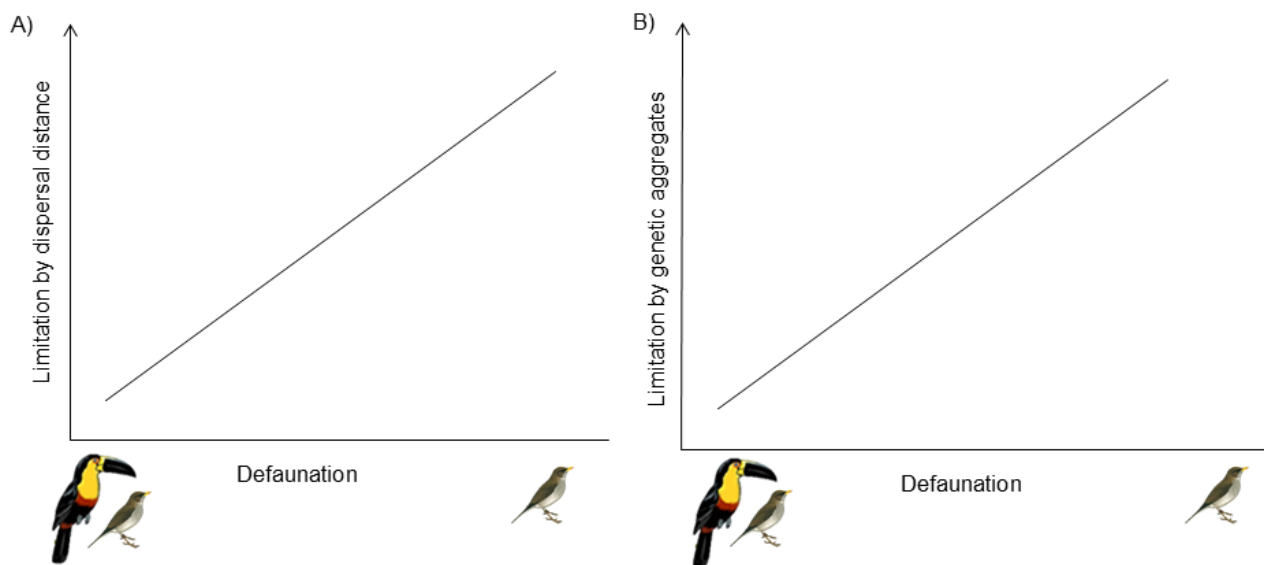 A)
Limitation by dispersal distance
Defaunation
B)
Limitation by genetic aggregates
Defaunation